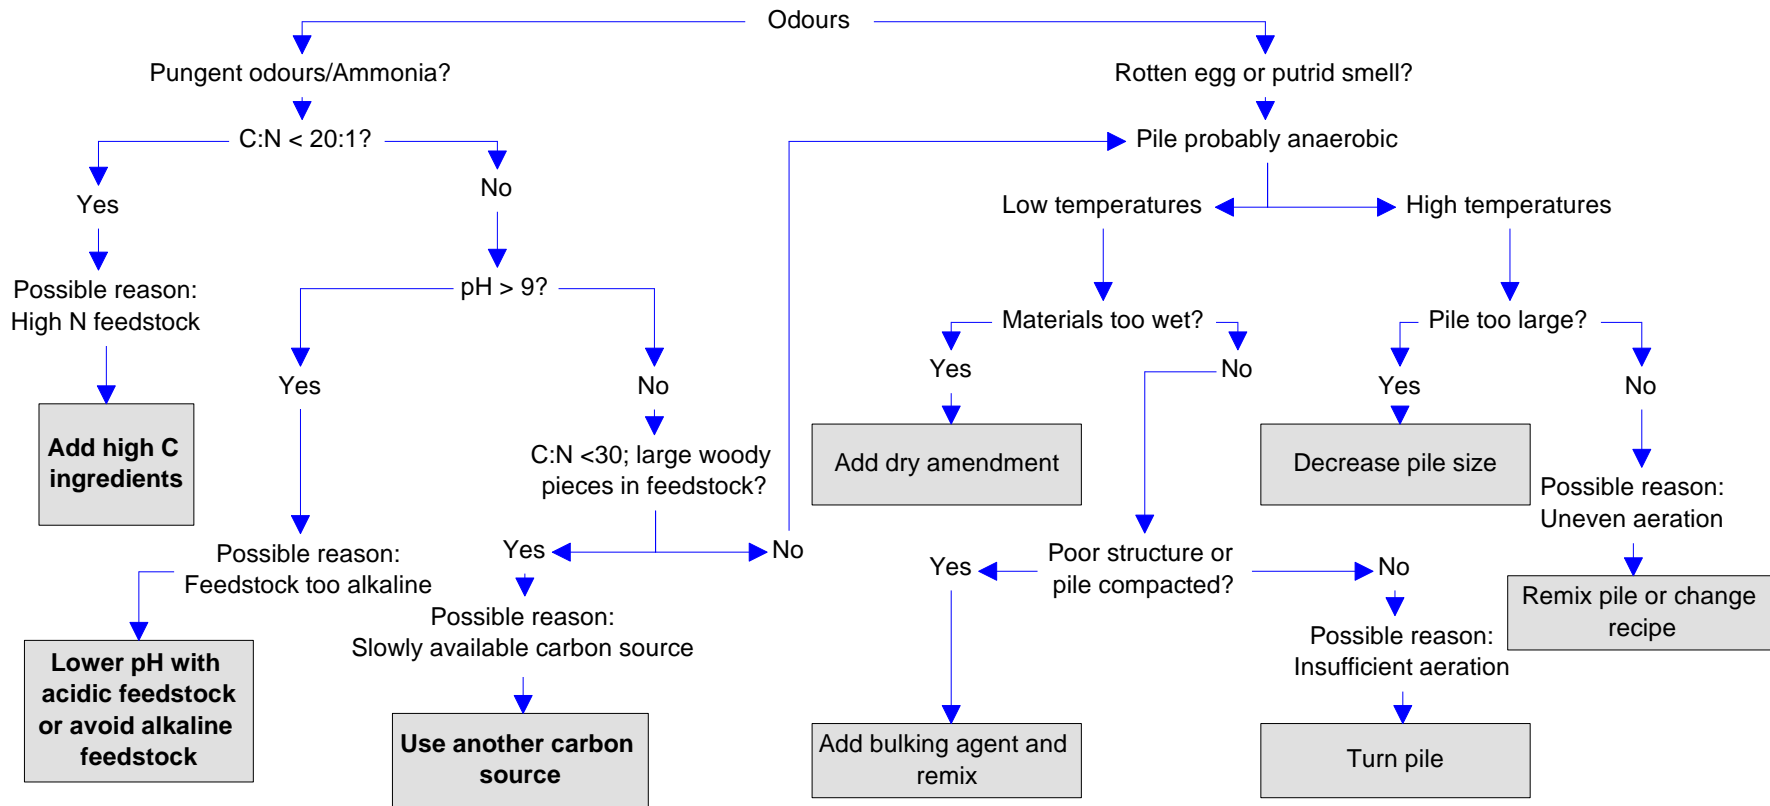 Odours
Pungent odours/Ammonia?
Rotten egg or putrid smell?
C:N < 20:1?
Pile probably anaerobic
Yes
No
Low temperatures
High temperatures
Possible reason:
High N feedstock
pH > 9?
Materials too wet?
Pile too large?
Yes
No
Yes
No
Yes
No
Add high C
ingredients
C:N <30; large woody
pieces in feedstock?
Add dry amendment
Decrease pile size
Possible reason:
Uneven aeration
Possible reason:
Feedstock too alkaline
Yes
No
Yes
Poor structure or
pile compacted?
No
Remix pile or change
recipe
Possible reason:
Slowly available carbon source
Possible reason:
Insufficient aeration
Lower pH with
acidic feedstock
or avoid alkaline
feedstock
Use another carbon
source
Add bulking agent and
remix
Turn pile